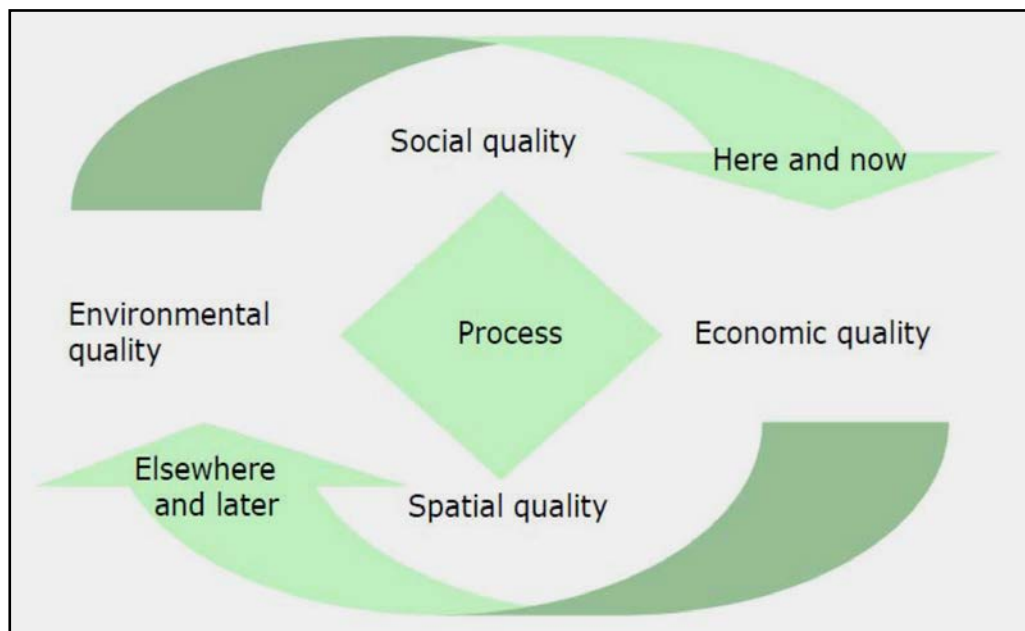 Social quality
Here and now
Environmental
quality
Process
Economic quality
Elsewhere
and later
Spatial quality